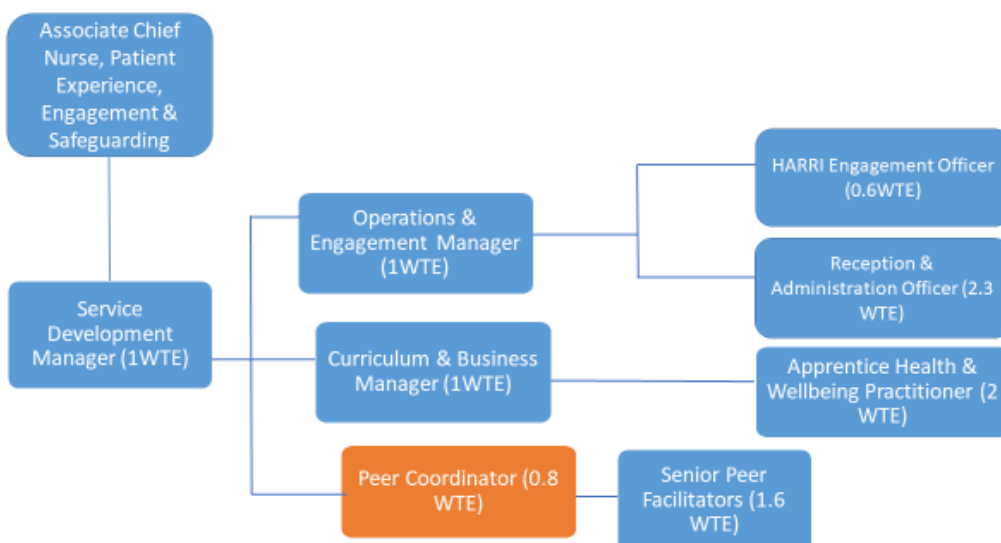 Associate Chief
Nurse, Patient
Experience,
Engagement &
Safeguarding
Service
Development
Manager (1WTE)
Operations &
Engagement Manager
(1WTE)
Curriculum & Business
Manager (1WTE)
Peer Coordinator (0.8
WTE)
HARRI Engagement Officer
(0.6WTE)
Reception &
Administration Officer (2.3
WTE)
Apprentice Health &
Wellbeing Practitioner (2
WTE)
Senior Peer
Facilitators (1.6
WTE)